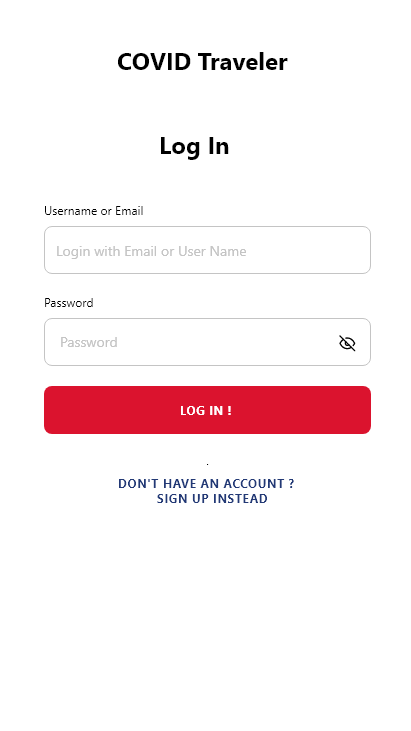 COVID Traveler
Log In
Username or Email
Login with Email or User Name
Password
Password
LOG IN !
.
DON'T HAVE AN ACCOUNT ?
SIGN UP INSTEAD